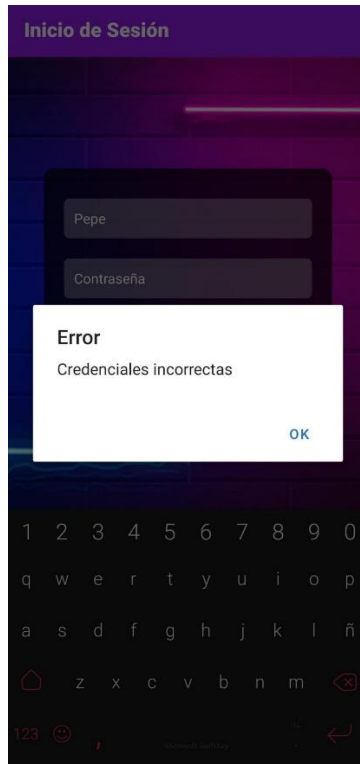 Inicio de Sesión
Pepe
Contraseña
Error
Credenciales incorrectas
OK
1 2 3 4 5 6 7 8 9 0
q w e r t y u i o p
a s d f g h j k l ñ
z x c v b n m
123 ,